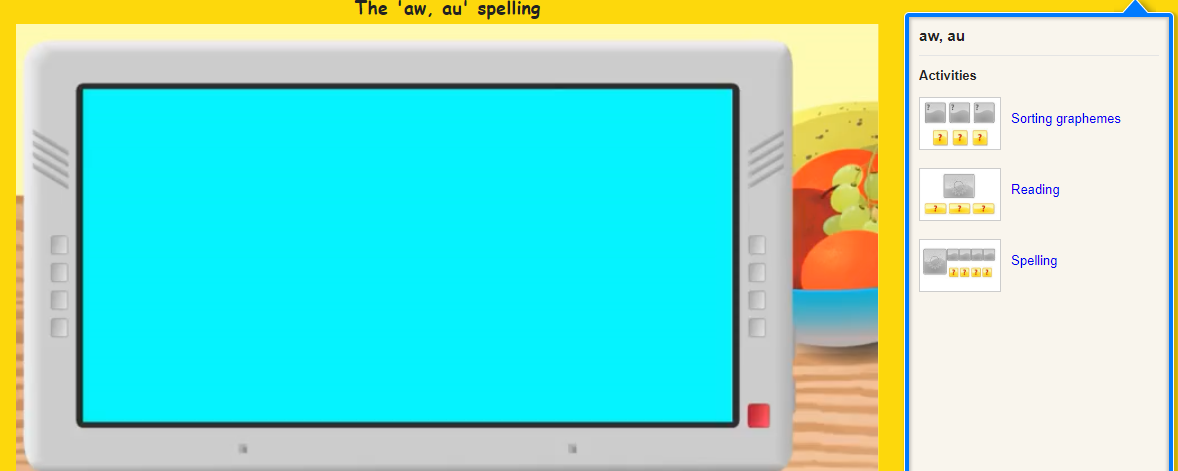 The 'aw, au' spelling
aw, au
Activities
? ? ?
? ? ?
Sorting graphemes
? ? ?
Reading
? ? ? ?
Spelling